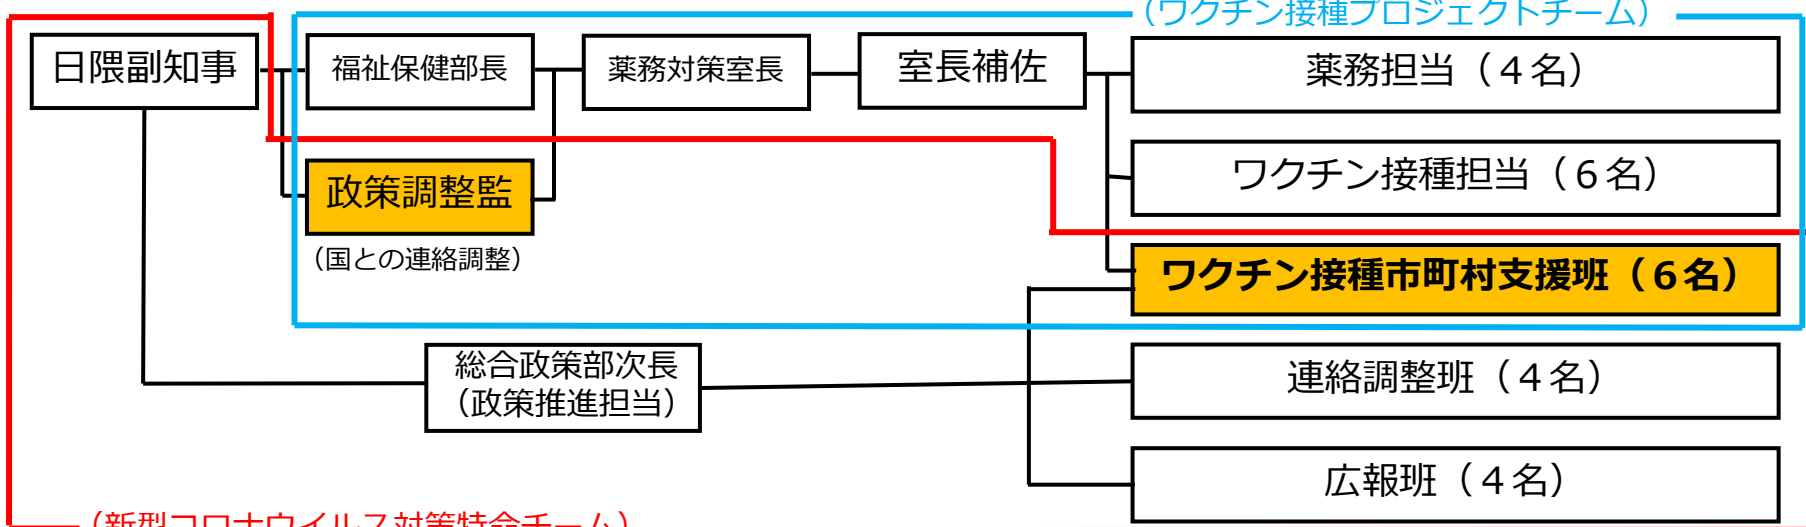 （ワクチン接種プロジェクトチーム）
日隈副知事
福祉保健部長
薬務対策室長
室長補佐
薬務担当（４名）
ワクチン接種担当（６名）
政策調整監
（国との連絡調整）
ワクチン接種市町村支援班（６名）
総合政策部次長
（政策推進担当）
連絡調整班（４名）
広報班（４名）
（新型コロナウイルス対策特命チーム）